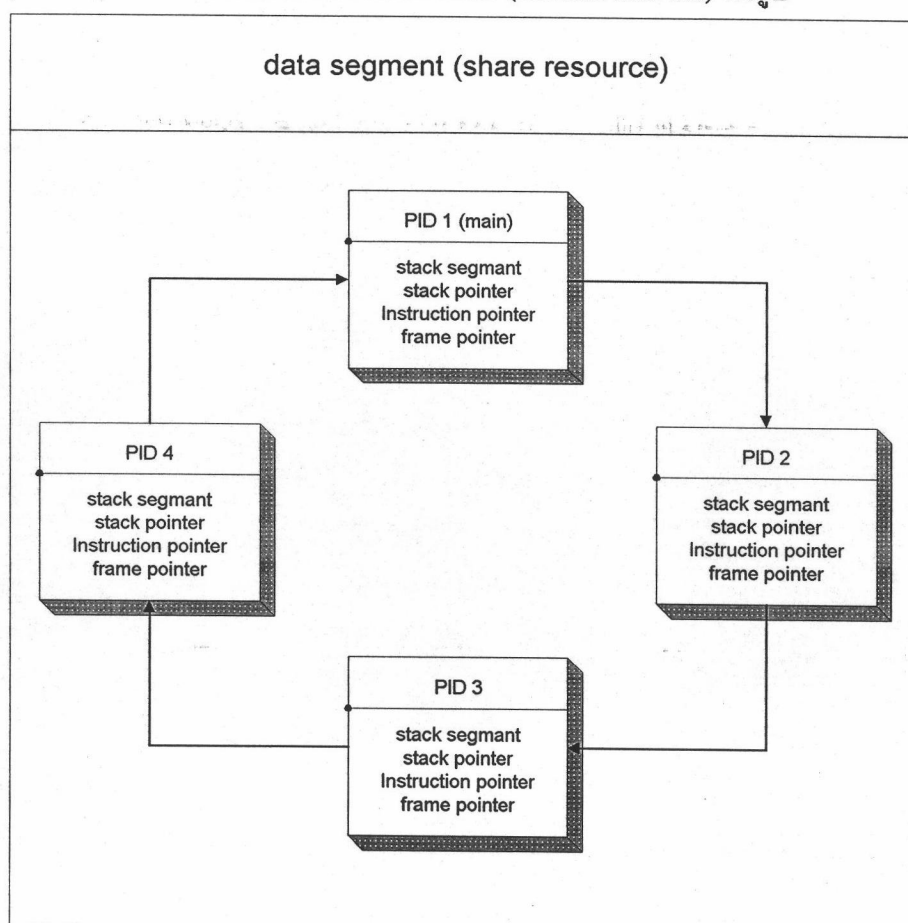 data segment (share resource)
PID 1 (main)
stack segmant
stack pointer
Instruction pointer
frame pointer
PID 4
stack segmant
stack pointer
Instruction pointer
frame pointer
PID 2
stack segmant
stack pointer
Instruction pointer
frame pointer
PID 3
stack segmant
stack pointer
Instruction pointer
frame pointer